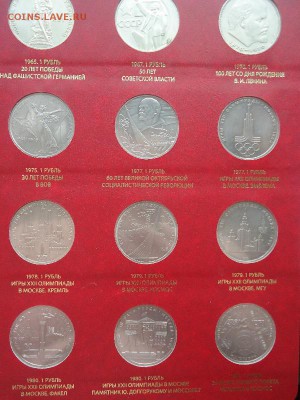 COINS.LAVE.RU
1965. 1 РУБЛЬ
20 ЛЕТ ПОБЕДЫ
НАД ФАШИСТСКОЙ ГЕРМАНИЕЙ
1967. 1 РУБЛЬ
50 ЛЕТ
СОВЕТСКОЙ ВЛАСТИ
1970. 1 РУБЛЬ
100 ЛЕТ СО ДНЯ РОЖДЕНИЯ
В.И. ЛЕНИНА
1975. 1 РУБЛЬ
30 ЛЕТ ПОБЕДЫ
В ВОВ
1977. 1 РУБЛЬ
60 ЛЕТ ВЕЛИКОЙ ОКТЯБРЬСКОЙ
СОЦИАЛИСТИЧЕСКОЙ РЕВОЛЮЦИИ
1977. 1 РУБЛЬ
ИГРЫ XXII ОЛИМПИАДЫ
В МОСКВЕ. ЭМБЛЕМА
1978. 1 РУБЛЬ
ИГРЫ XXII ОЛИМПИАДЫ
В МОСКВЕ. КРЕМЛЬ
1979. 1 РУБЛЬ
ИГРЫ XXII ОЛИМПИАДЫ
1979. 1 РУБЛЬ
ИГРЫ XXII ОЛИМПИАДЫ
В МОСКВЕ. МГУ
1980. 1 РУБЛЬ
ИГРЫ XXII ОЛИМПИАДЫ
В МОСКВЕ. ФАКЕЛ
1980. 1 РУБЛЬ
ИГРЫ XXII ОЛИМПИАДЫ В МОСКВЕ
ПАМЯТНИК Ю. ДОЛГОРУКОМУ И МОССОВЕТ